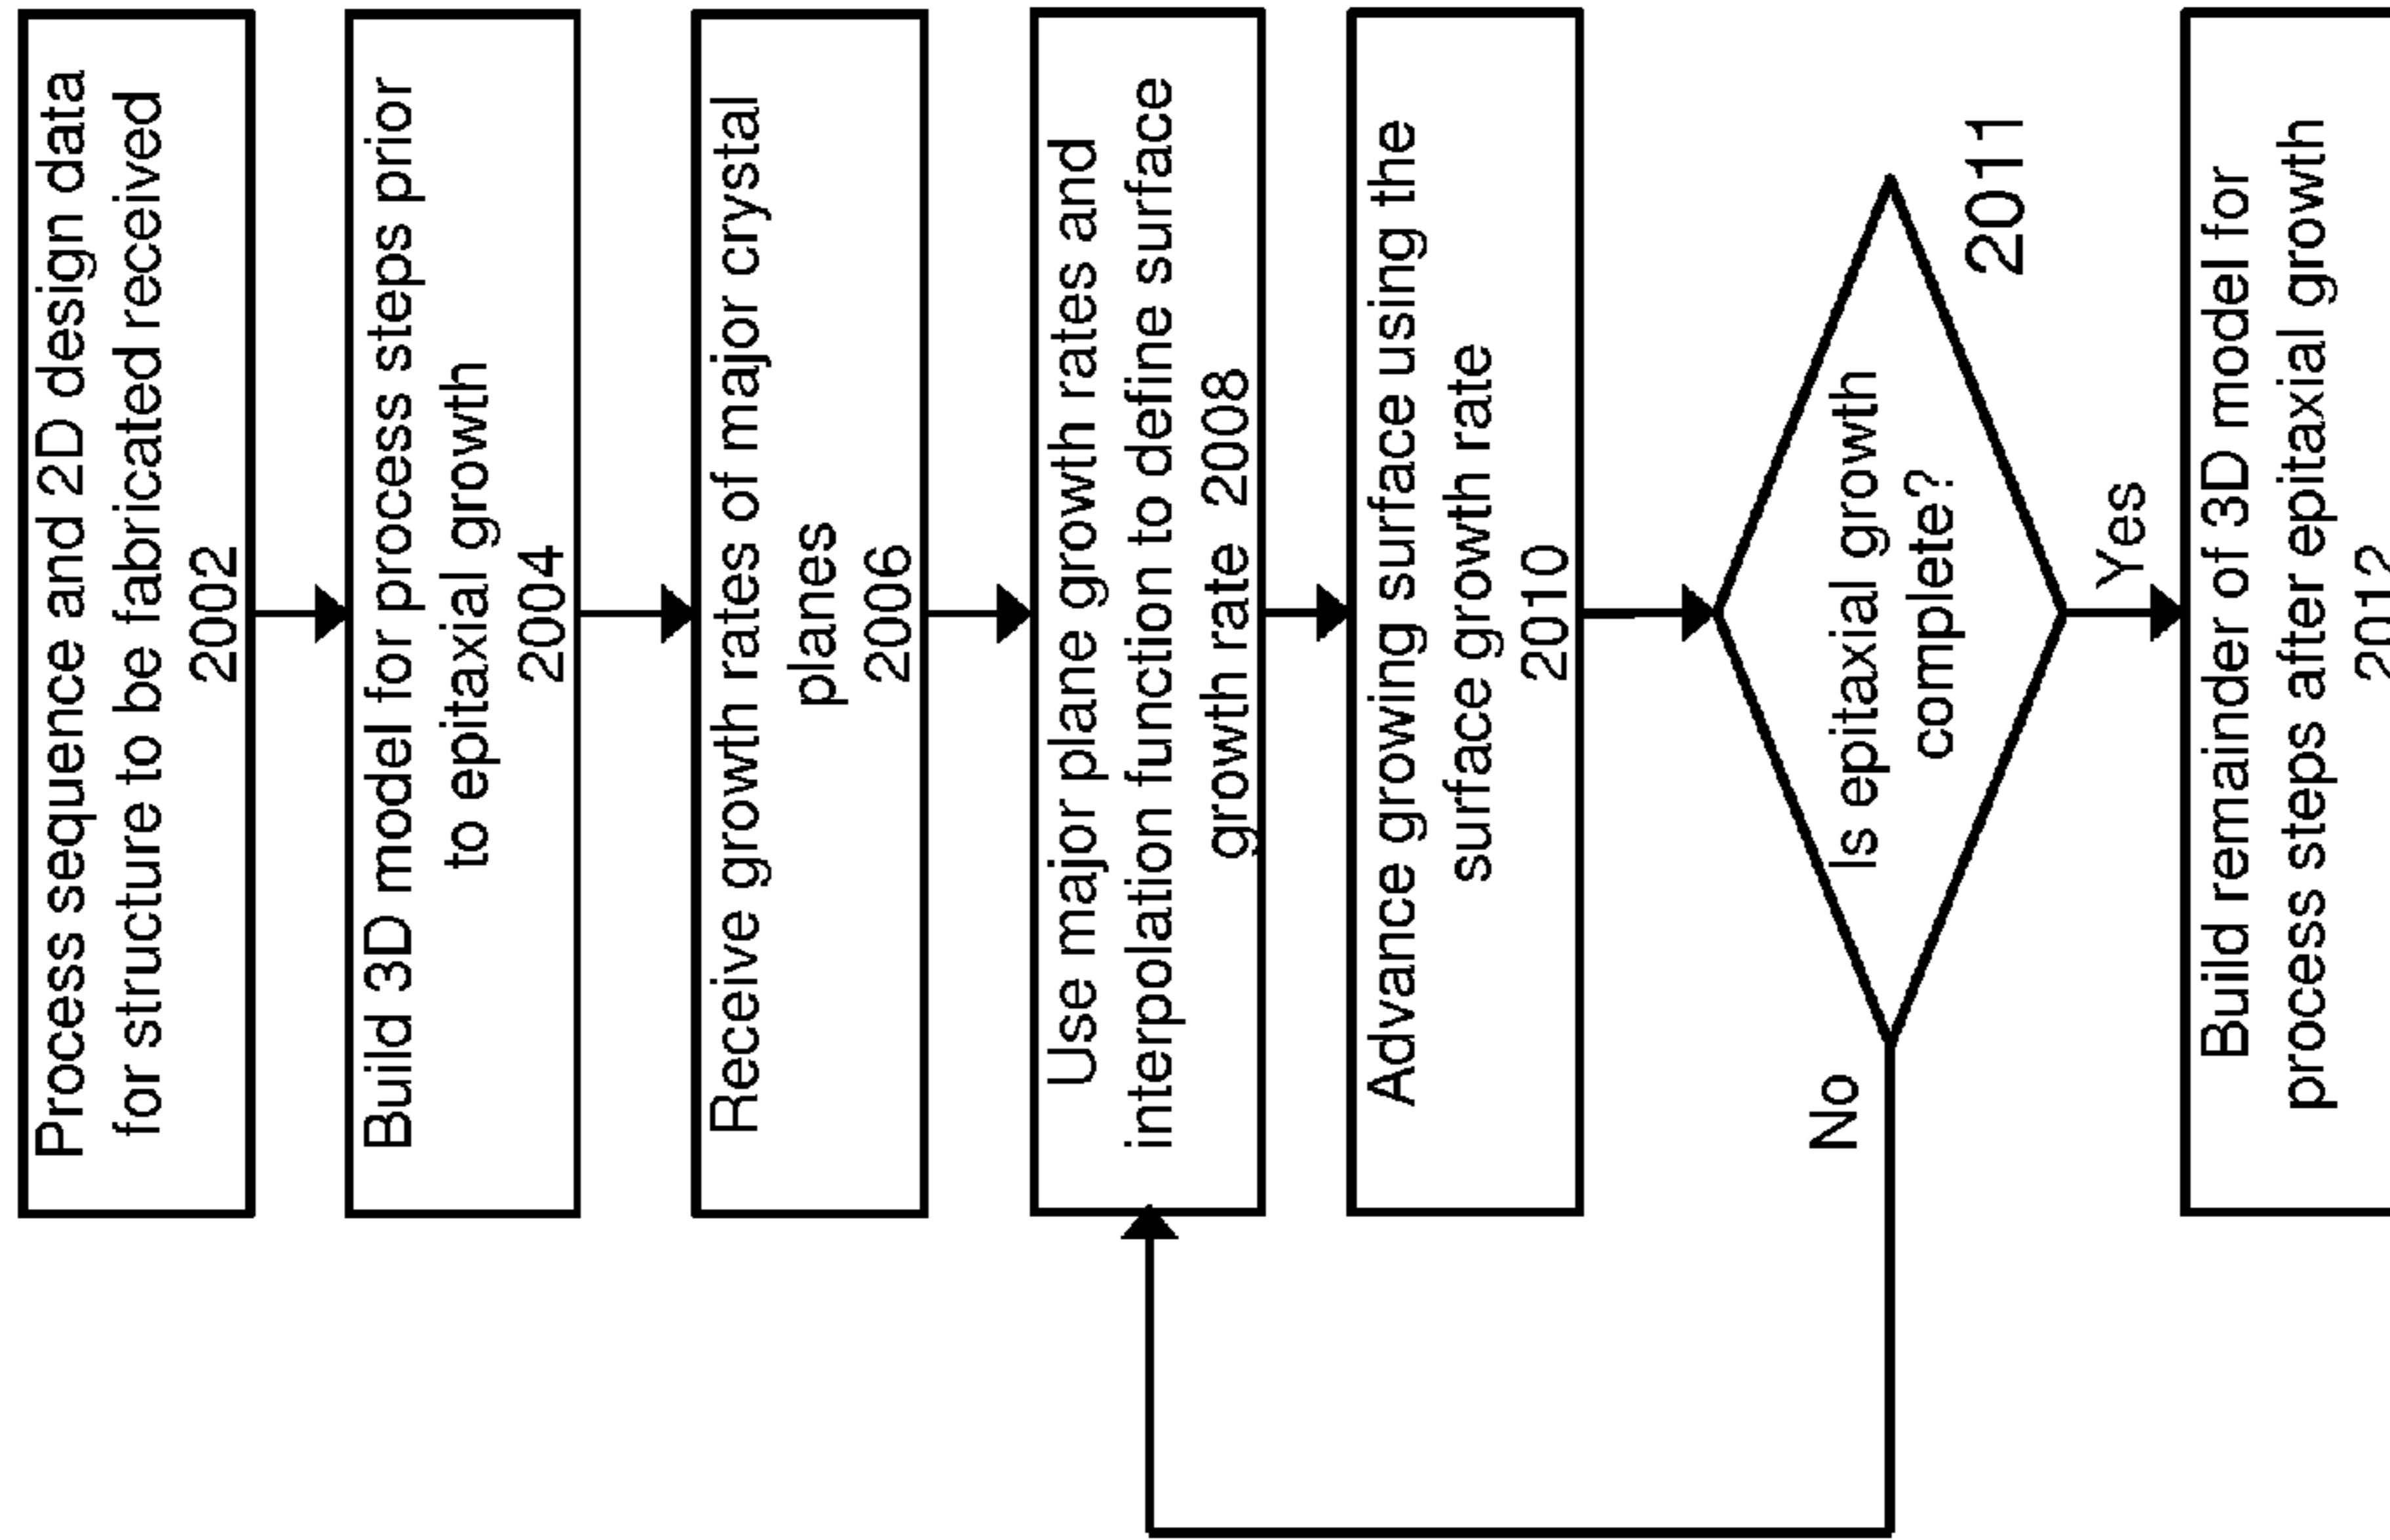 Process sequence and 2D design data
for structure to be fabricated received
2002
Build 3D model for process steps prior
to epitaxial growth
2004
Receive growth rates of major crystal
planes
2006
Use major plane growth rates and
interpolation function to define surface
growth rate 2008
Advance growing surface using the
surface growth rate
2010
Is epitaxial growth
complete?
2011
No
Yes
Build remainder of 3D model for
process steps after epitaxial growth
2012